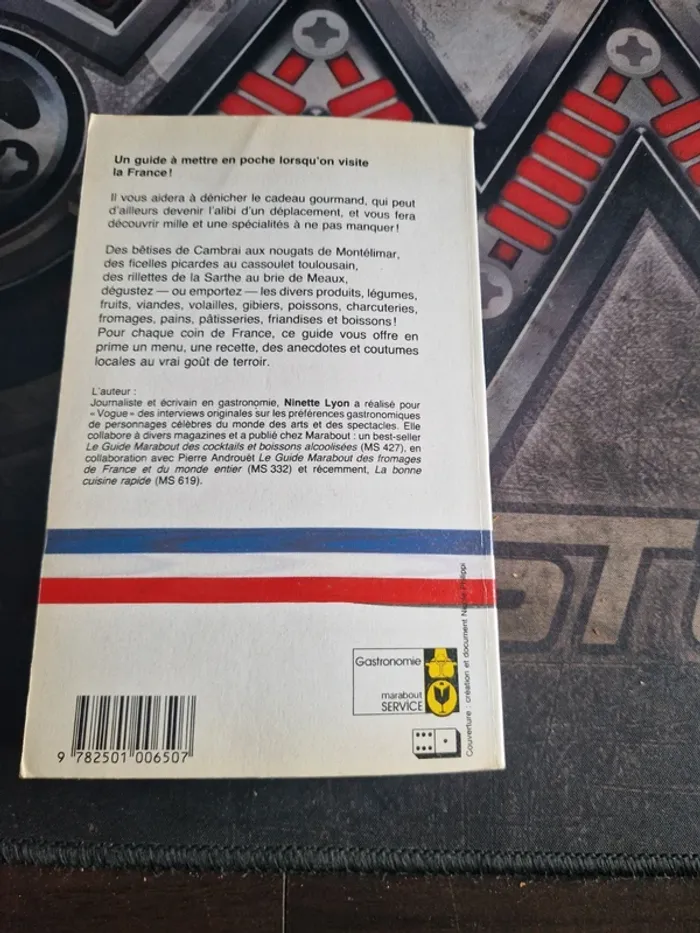 Un guide à mettre en poche lorsqu'on visite
la France!
Il vous aidera à dénicher le cadeau gourmand, qui peut
d'ailleurs devenir l'alibi d'un déplacement, et vous fera
découvrir mille et une spécialités à ne pas manquer!
Des bêtises de Cambrai aux nougats de Montélimar,
des ficelles picardes au cassoulet toulousain,
des rillettes de la Sarthe au brie de Meaux,
dégustez — ou emportez — les divers produits, légumes,
fruits, viandes, volailles, gibiers, poissons, charcuteries,
fromages, pains, pâtisseries, friandises et boissons!
Pour chaque coin de France, ce guide vous offre en
prime un menu, une recette, des anecdotes et coutumes
locales au vrai goût de terroir.
L'auteur :
Journaliste et écrivain en gastronomie, Ninette Lyon a réalisé pour
«Vogue» des interviews originales sur les préférences gastronomiques
de personnages célèbres du monde des arts et des spectacles. Elle
collabore à divers magazines et a publié chez Marabout : un best-seller
Le Guide Marabout des cocktails et boissons alcoolisées (MS 427), en
collaboration avec Pierre Androuët Le Guide Marabout des fromages
de France et du monde entier (MS 332) et récemment, La bonne
cuisine rapide (MS 619).
Gastronomie
marabout
SERVICE
Couverture : création et document Philippi
9 782501 006507
ST